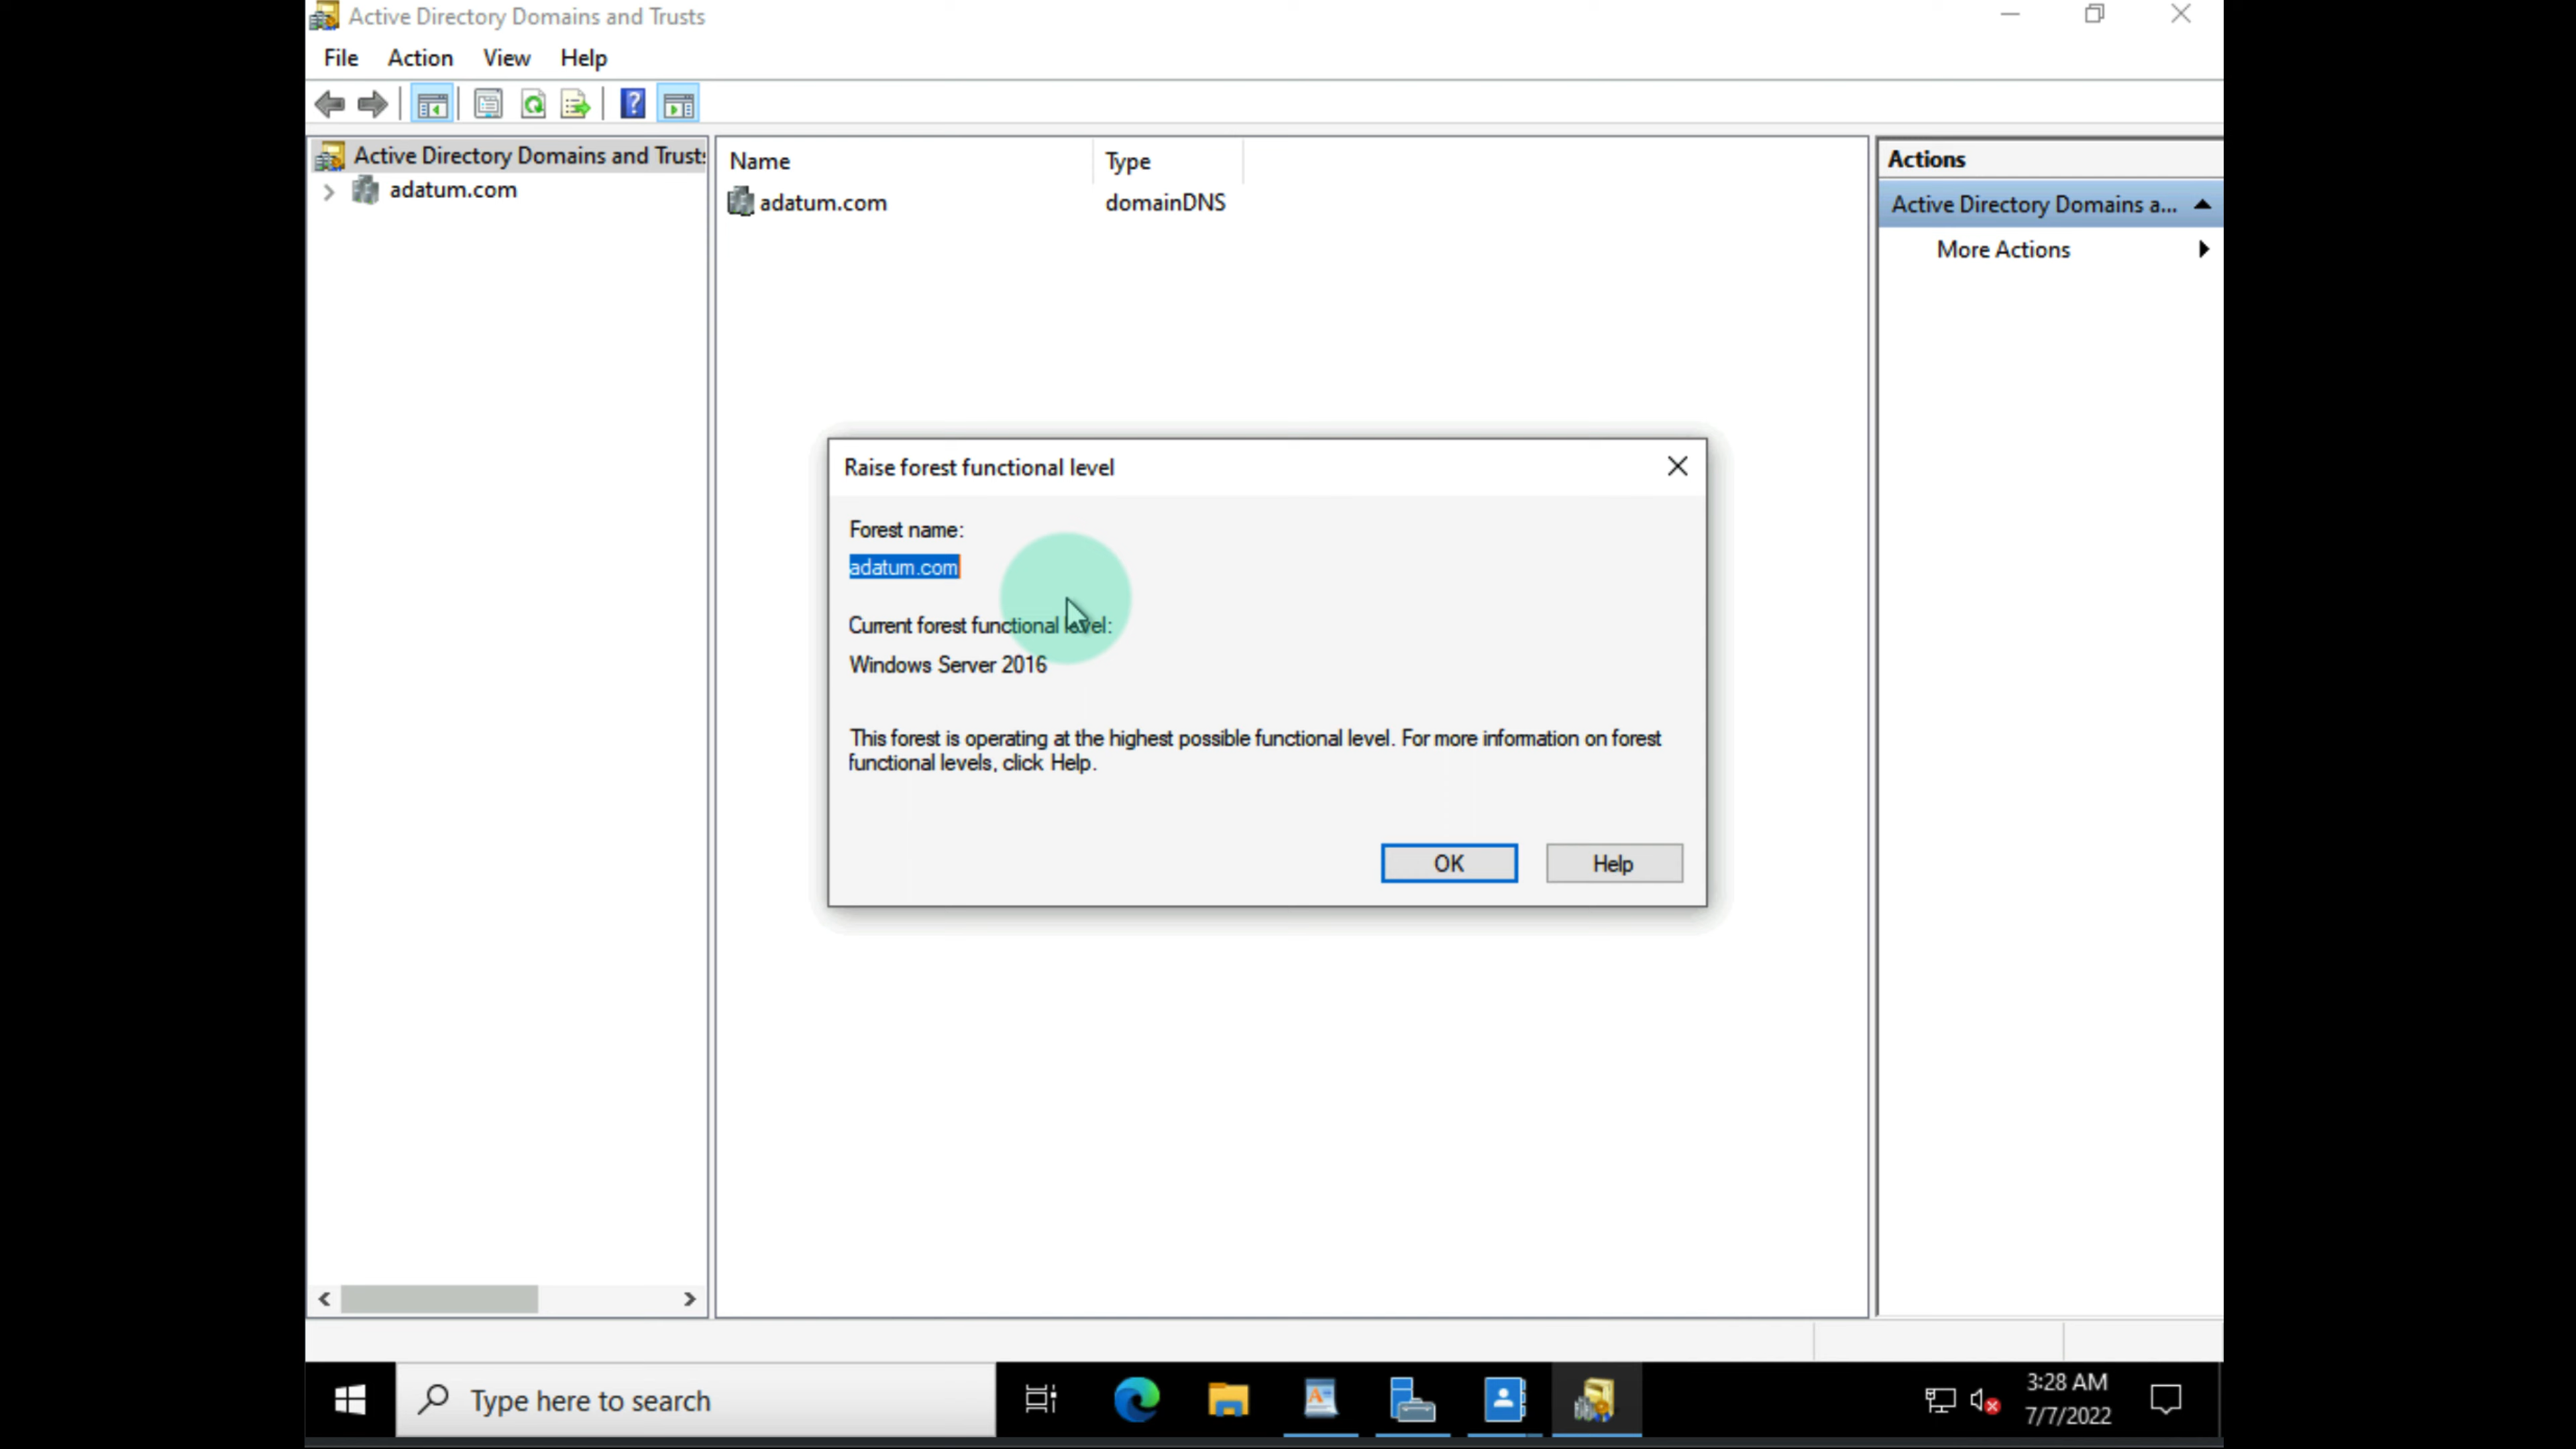 Active Directory Domains and Trusts
File Action View Help
Active Directory Domains and Trusts
adatum.com
Name Type
adatum.com domainDNS
Actions
Active Directory Domains a...
More Actions
Raise forest functional level
Forest name:
adatum.com
Current forest functional level:
Windows Server 2016
This forest is operating at the highest possible functional level. For more information on forest
functional levels, click Help.
OK Help
Type here to search
3:28 AM
7/7/2022